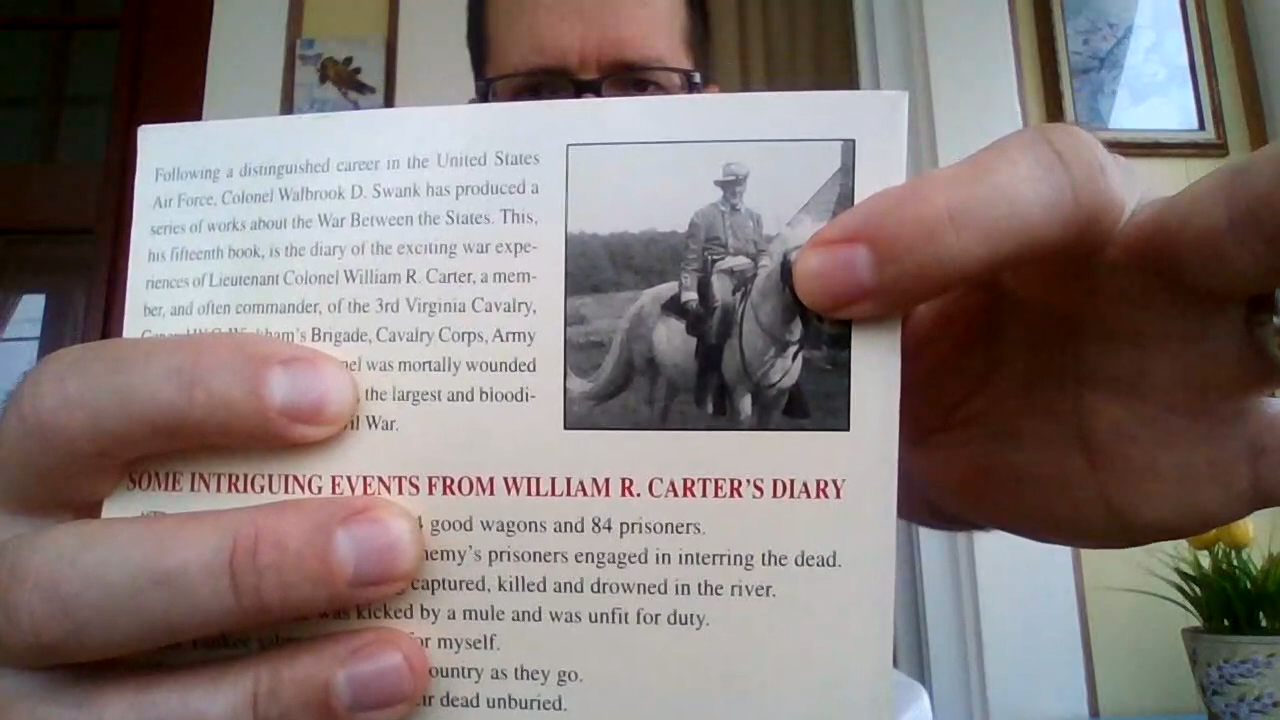 Following a distinguished career in the United States
Air Force, Colonel Walbrook D. Swank has produced a
series of works about the War Between the States. This,
his fifteenth book, is the diary of the exciting war expe-
riences of Lieutenant Colonel William R. Carter, a mem-
ber, and often commander, of the 3rd Virginia Cavalry,
Brigade, Cavalry Corps, Army
was mortally wounded
the largest and bloodi-
War.
SOME INTRIGUING EVENTS FROM WILLIAM R. CARTER'S DIARY
good wagons and 84 prisoners.
prisoners engaged in interring the dead.
captured, killed and drowned in the river.
was kicked by a mule and was unfit for duty.
myself.
as they go.
dead unburied.